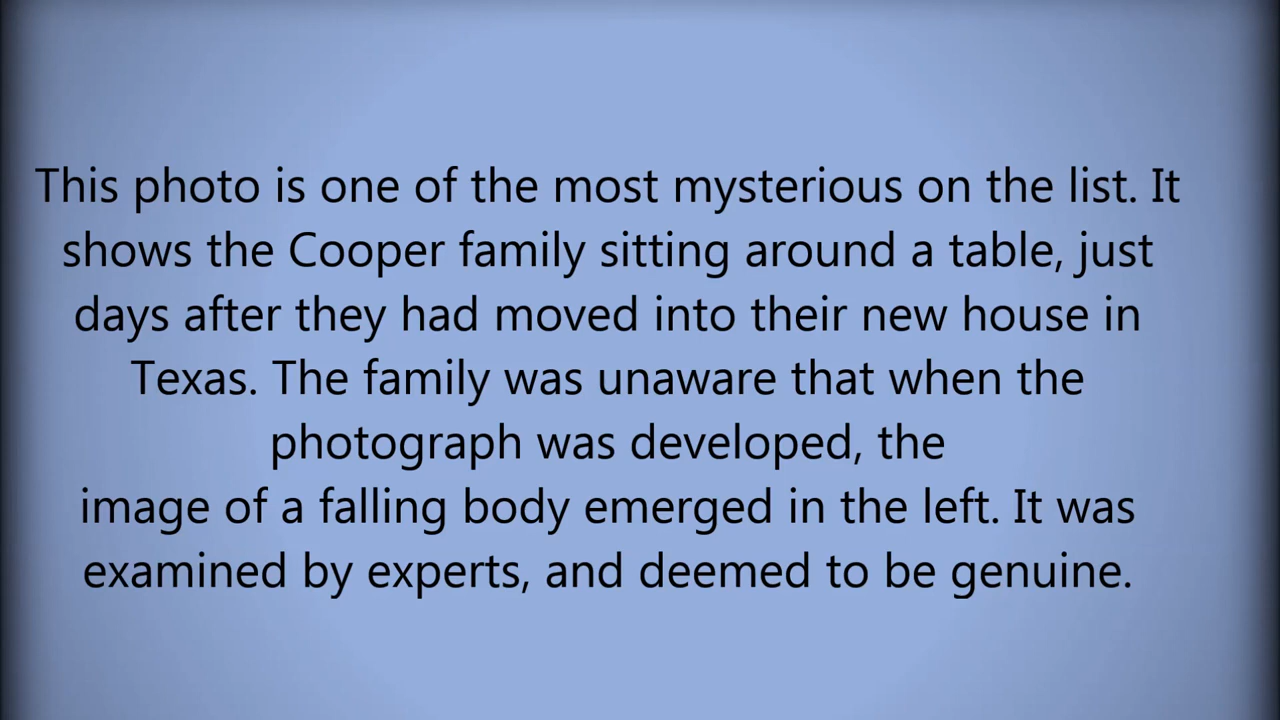 This photo is one of the most mysterious on the list. It
shows the Cooper family sitting around a table, just
days after they had moved into their new house in
Texas. The family was unaware that when the
photograph was developed, the
image of a falling body emerged in the left. It was
examined by experts, and deemed to be genuine.